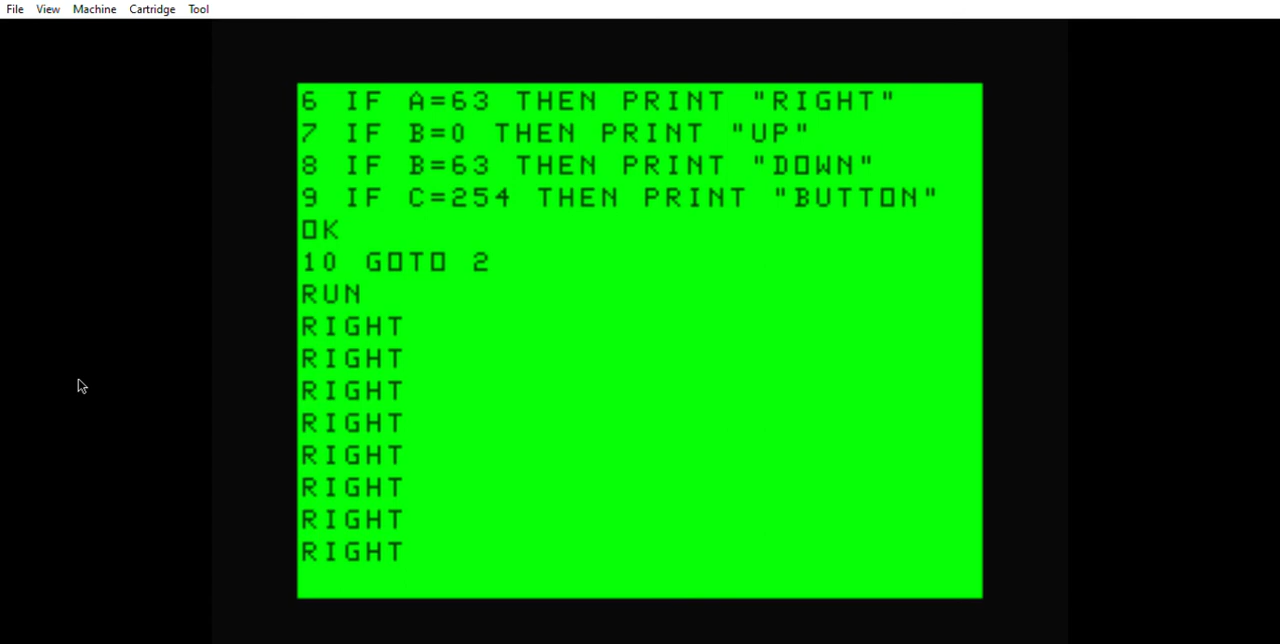 File View Machine Cartridge Tool
6 IF A=63 THEN PRINT "RIGHT"
7 IF B=0 THEN PRINT "UP"
8 IF B=63 THEN PRINT "DOWN"
9 IF C=254 THEN PRINT "BUTTON"
OK
10 GOTO 2
RUN
RIGHT
RIGHT
RIGHT
RIGHT
RIGHT
RIGHT
RIGHT
RIGHT